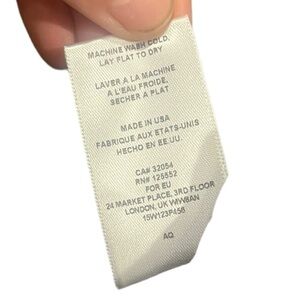 MACHINE WASH COLD,
LAY FLAT TO DRY
LAVER A LA MACHINE
A L'EAU FROIDE,
SECHER A PLAT
MADE IN USA
FABRIQUE AUX ETATS-UNIS
HECHO EN EE.UU.
CA# 32054
RN# 125552
FOR EU
24 MARKET PLACE, 3RD FLOOR
LONDON, UK WW8AN
15W123P456
AQ